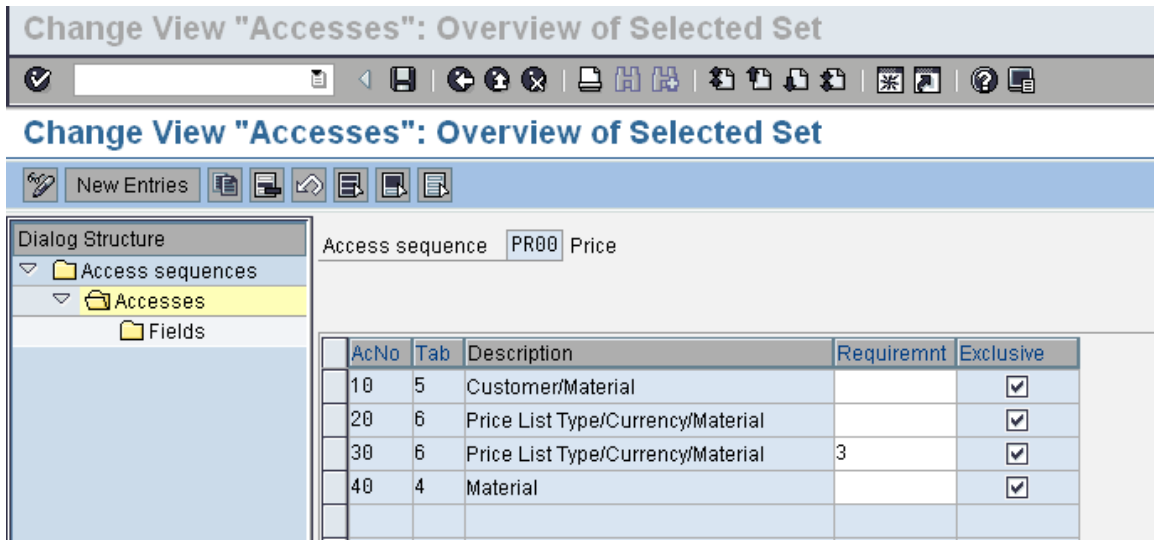 Change View "Accesses": Overview of Selected Set
Change View "Accesses": Overview of Selected Set
New Entries
Dialog Structure
Access sequences
Accesses
Fields
Access sequence PR00 Price
AcNo Tab Description Requiremnt Exclusive
10 5 Customer/Material
20 6 Price List Type/Currency/Material
30 6 Price List Type/Currency/Material 3
40 4 Material